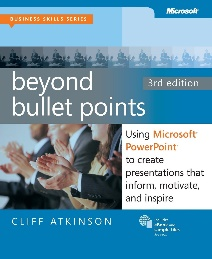 Microsoft
BUSINESS SKILLS SERIES
beyond
bullet points
3rd edition
Using Microsoft
PowerPoint
to create
presentations that
inform, motivate,
and inspire
CLIFF ATKINSON